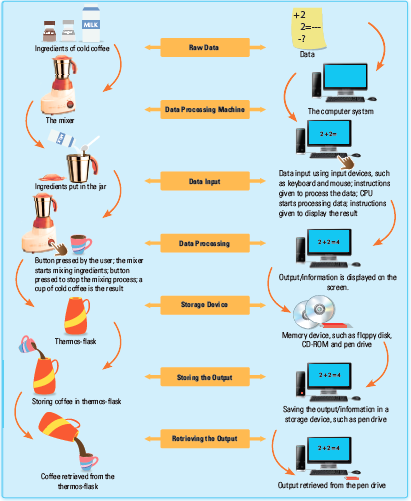 MILK
+2
2=---
-?
Ingredients of cold coffee
Raw Data
Data
The mixer
Data Processing Machine
The computer system
2+2=
Ingredients put in the jar
Data Input
Data input using input devices, such
as keyboard and mouse; instructions
given to process the data; CPU
starts processing data; instructions
given to display the result
Button pressed by the user; the mixer
starts mixing ingredients; button
pressed to stop the mixing process; a
cup of cold coffee is the result
Data Processing
2+2=4
Output/information is displayed on the
screen.
Thermos-flask
Storage Device
Memory device, such as floppy disk,
CD-ROM and pen drive
Storing coffee in thermos-flask
Storing the Output
2+2=4
Saving the output/information in a
storage device, such as pen drive
Coffee retrieved from the
thermos-flask
Retrieving the Output
2+2=4
Output retrieved from the pen drive